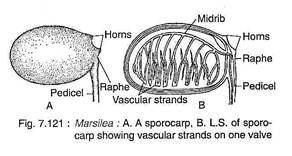 Midrib
Horns
Horns
Raphe
Raphe
Pedicel
Pedicel
Vascular strands
A
B
Fig. 7.121 : Marsilea : A. A sporocarp, B. L.S. of sporo-
carp showing vascular strands on one valve